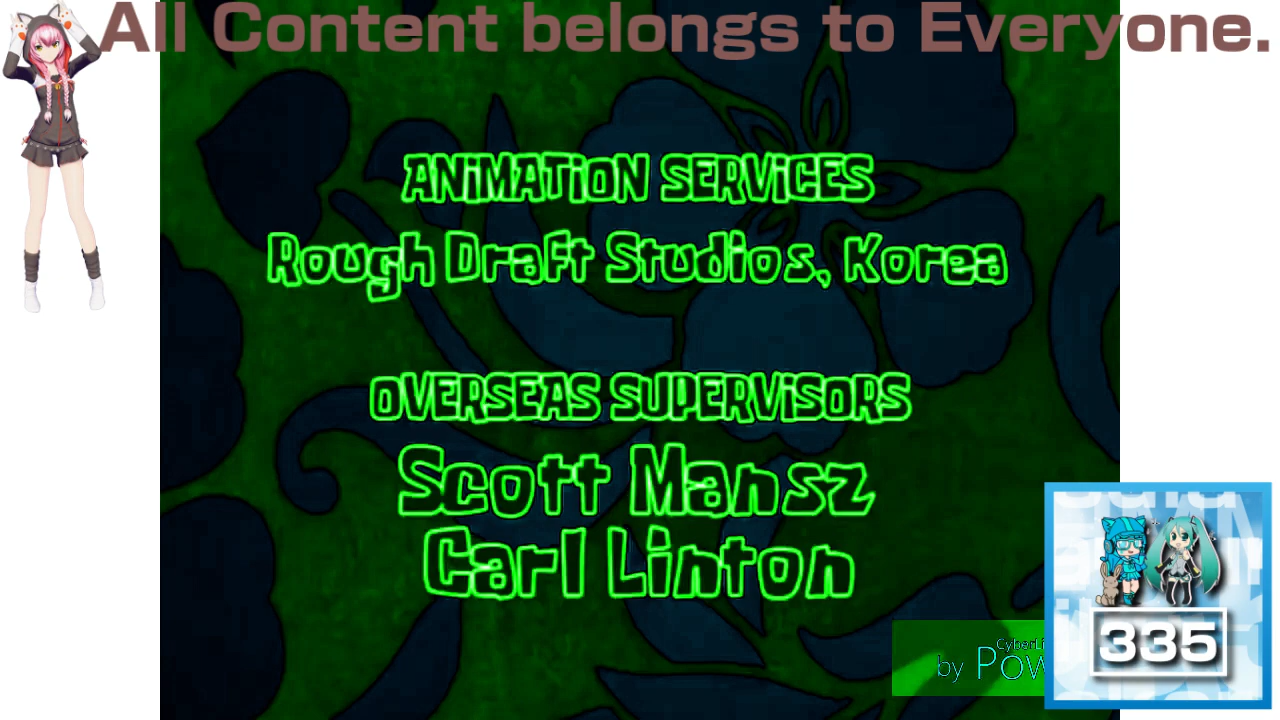 All Content belongs to Everyone.
ANiMATiON SERViCES
Rough Draft Studios, Korea
OVERSEAS SUPERViSORS
Scott Mansz
Carl Linton
by
335